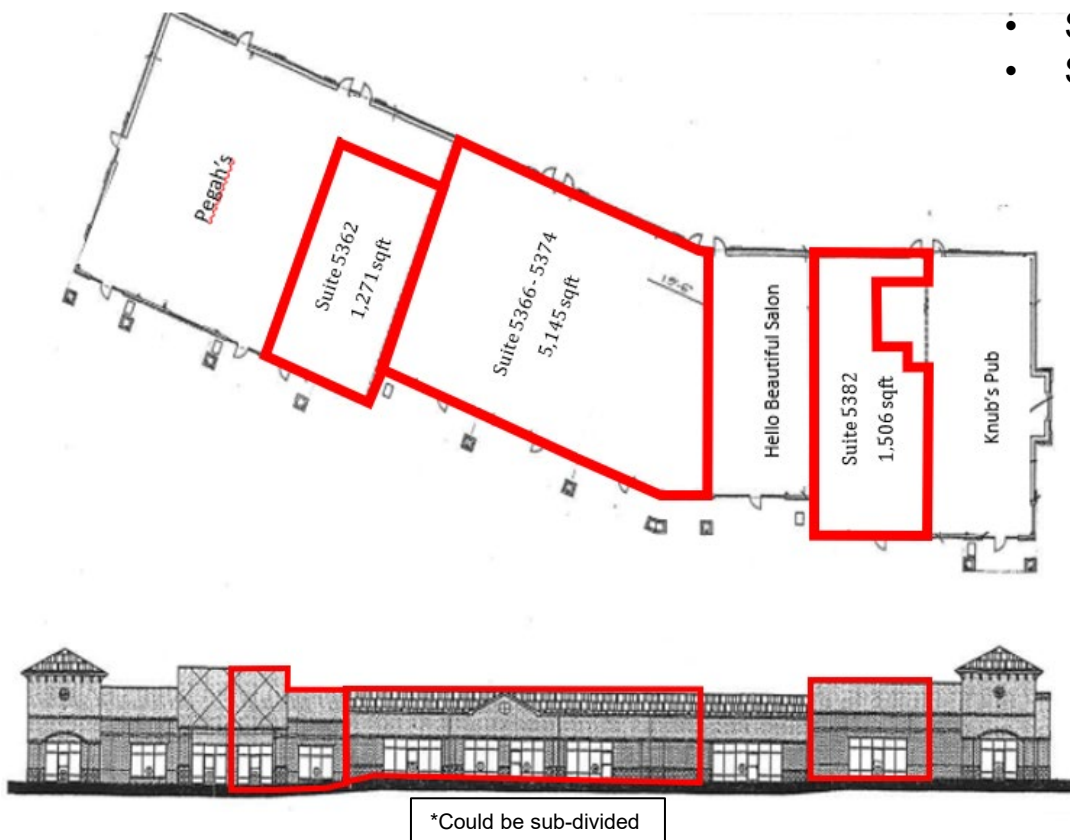 • S
• S
Pegah's
Suite 5362
1,271 sqft
Suite 5366 - 5374
5,145 sqft
Hello Beautiful Salon
Suite 5382
1,506 sqft
Knub's Pub
*Could be sub-divided